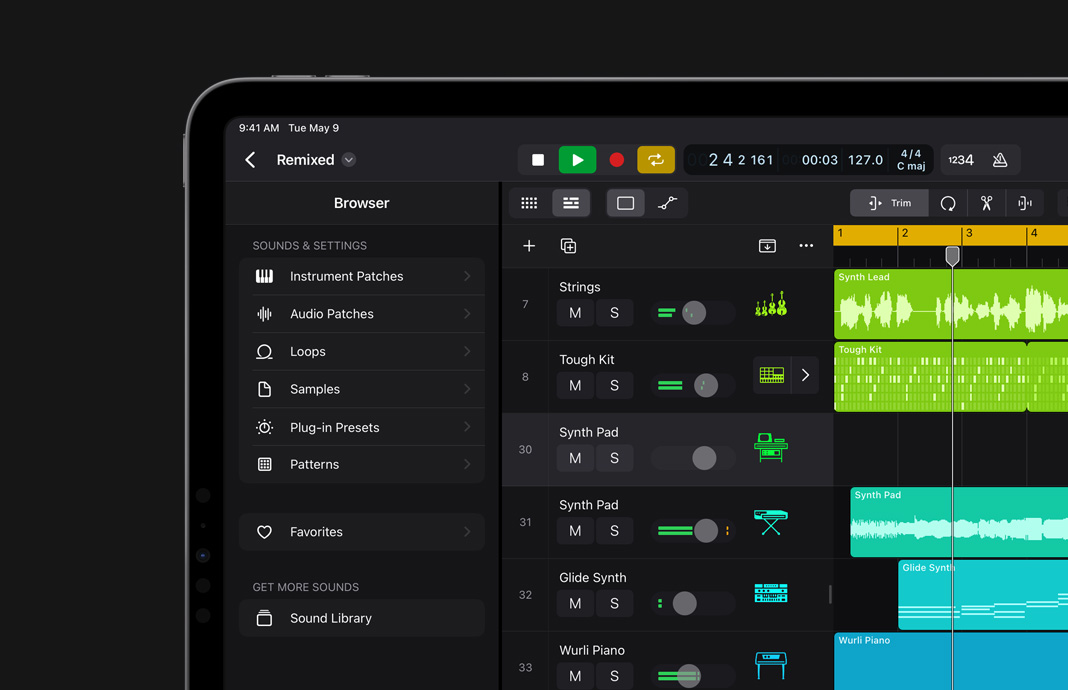 9:41 AM Tue May 9
Remixed
2 4 2 161
00:03
127.0
4/4
C maj
1234
Browser
Trim
SOUNDS & SETTINGS
Instrument Patches
Audio Patches
Loops
Samples
Plug-in Presets
Patterns
Favorites
GET MORE SOUNDS
Sound Library
1 2 3 4
7
Strings
M S
8
Tough Kit
M S
30
Synth Pad
M S
31
Synth Pad
M S
32
Glide Synth
M S
33
Wurli Piano
M S
Synth Lead
Tough Kit
Synth Pad
Glide Synth
Wurli Piano